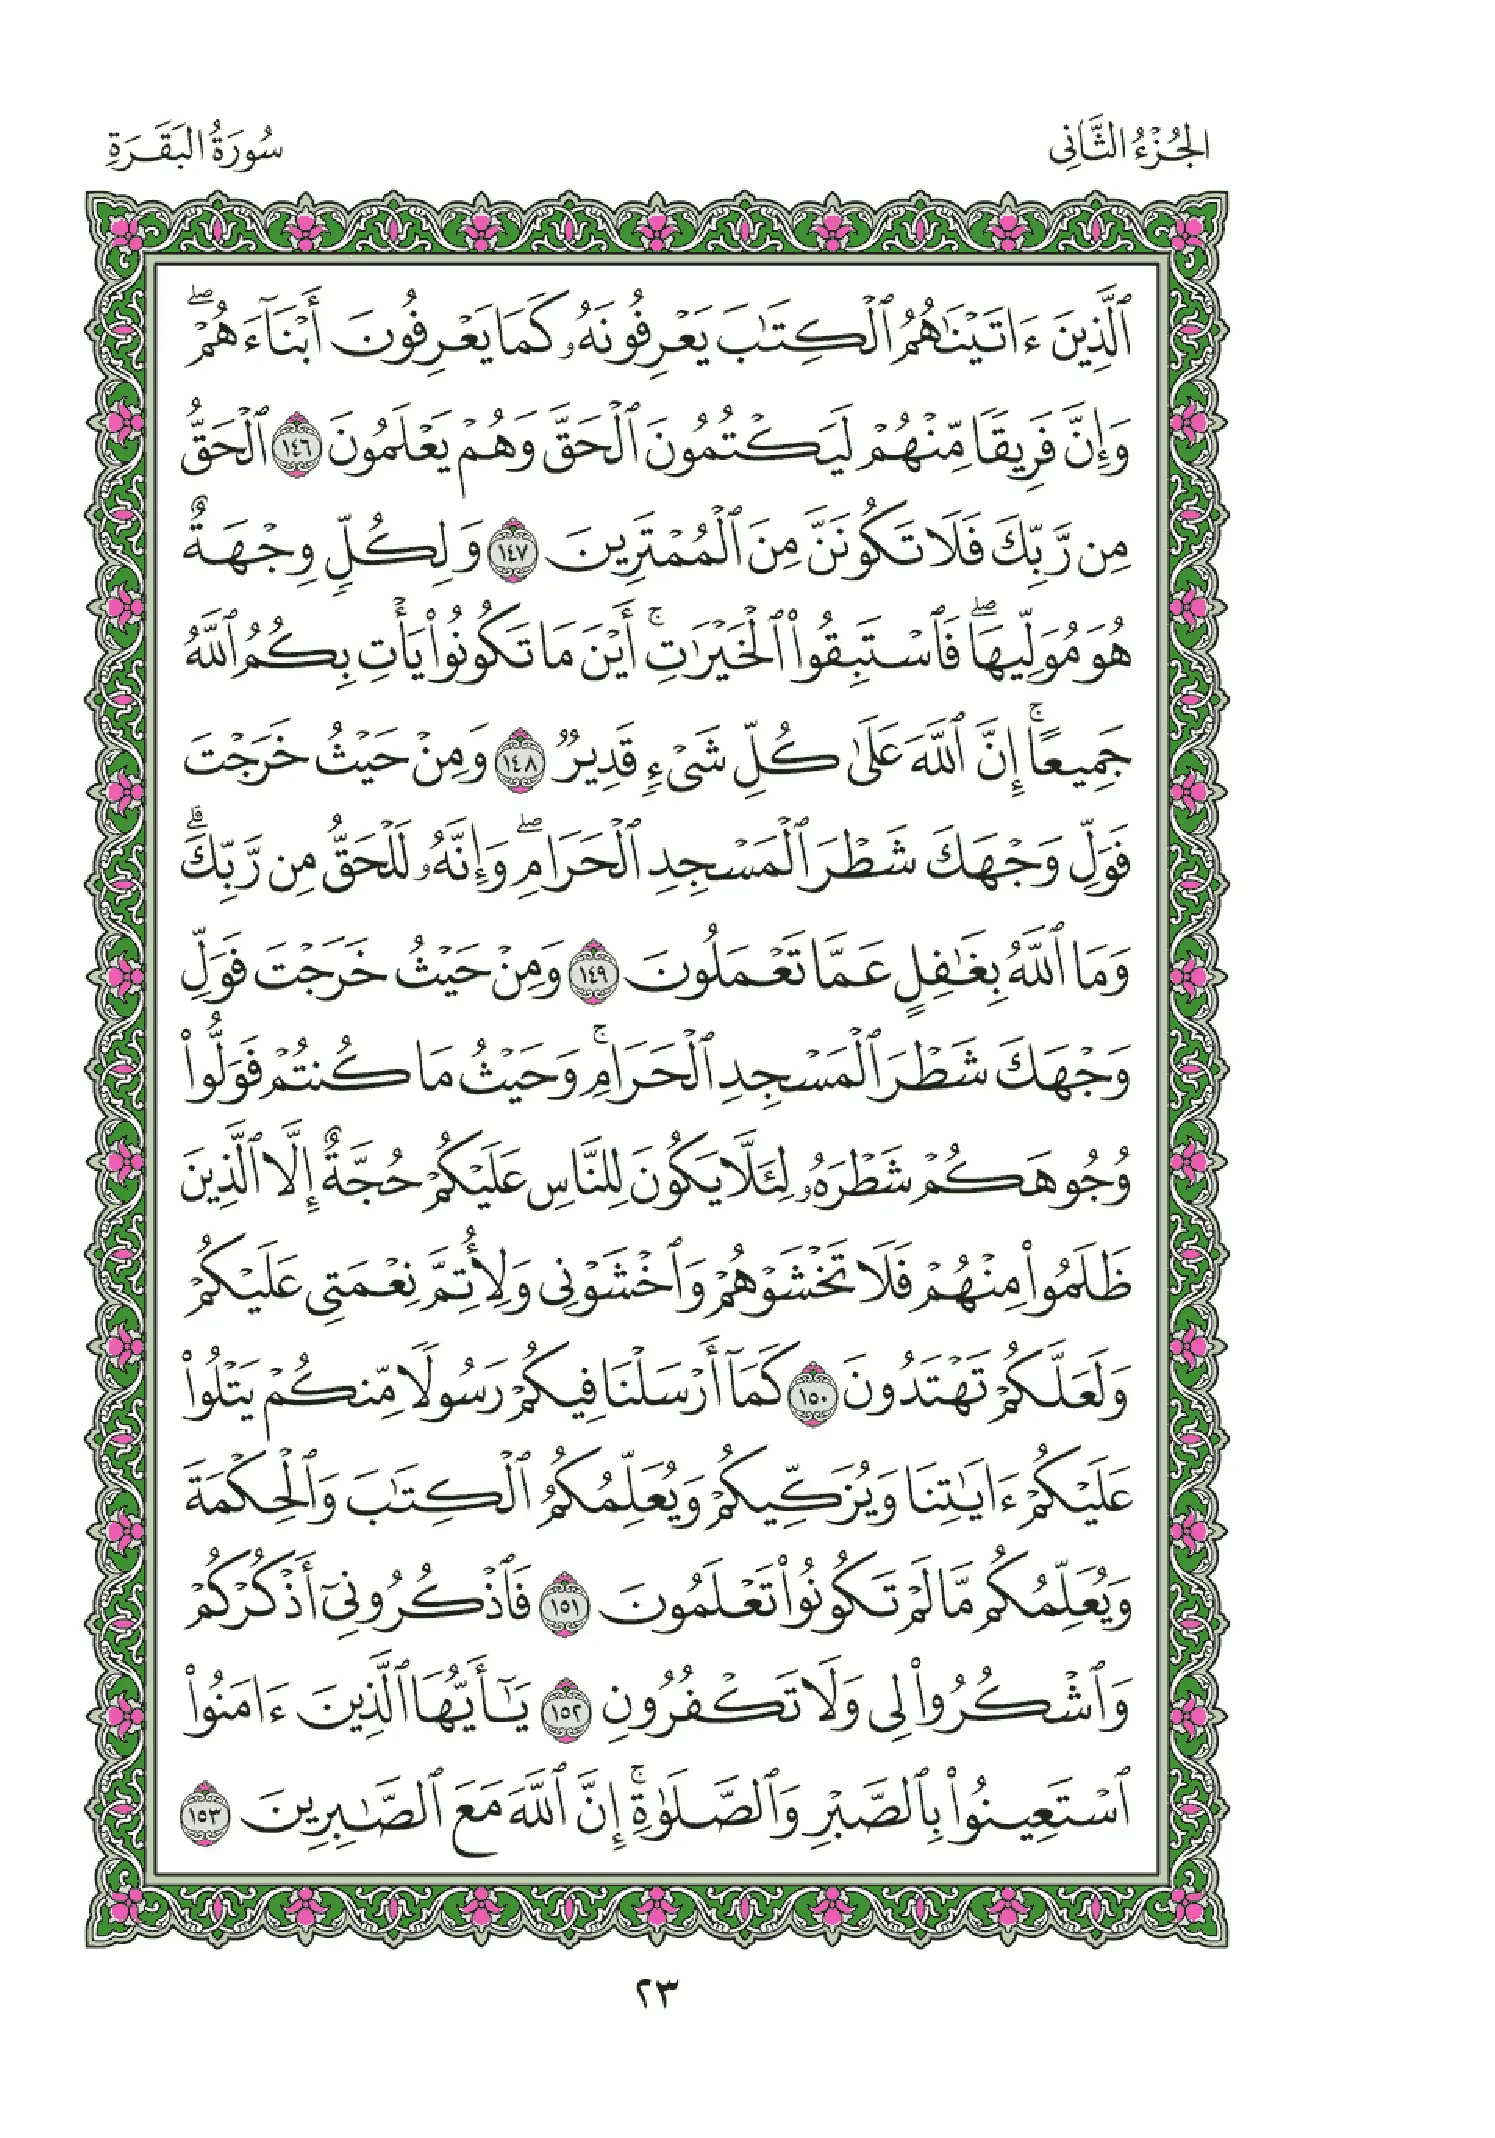 الجُزْءُ الثَّانِى
سُورَةُ البَقَرَةِ
ٱلَّذِينَ ءَاتَيْنَـٰهُمُ ٱلْكِتَـٰبَ يَعْرِفُونَهُۥ كَمَا يَعْرِفُونَ أَبْنَآءَهُمْ ۖ
وَإِنَّ فَرِيقًا مِّنْهُمْ لَيَكْتُمُونَ ٱلْحَقَّ وَهُمْ يَعْلَمُونَ ١٤٦ ٱلْحَقُّ
مِن رَّبِّكَ فَلَا تَكُونَنَّ مِنَ ٱلْمُمْتَرِينَ ١٤٧ وَلِكُلٍّ وِجْهَةٌ
هُوَ مُوَلِّيهَا ۖ فَٱسْتَبِقُوا۟ ٱلْخَيْرَٰتِ ۚ أَيْنَ مَا تَكُونُوا۟ يَأْتِ بِكُمُ ٱللَّهُ
جَمِيعًا ۚ إِنَّ ٱللَّهَ عَلَىٰ كُلِّ شَىْءٍ قَدِيرٌ ١٤٨ وَمِنْ حَيْثُ خَرَجْتَ
فَوَلِّ وَجْهَكَ شَطْرَ ٱلْمَسْجِدِ ٱلْحَرَامِ ۖ وَإِنَّهُۥ لَلْحَقُّ مِن رَّبِّكَ ۗ
وَمَا ٱللَّهُ بِغَـٰفِلٍ عَمَّا تَعْمَلُونَ ١٤٩ وَمِنْ حَيْثُ خَرَجْتَ فَوَلِّ
وَجْهَكَ شَطْرَ ٱلْمَسْجِدِ ٱلْحَرَامِ ۚ وَحَيْثُ مَا كُنتُمْ فَوَلُّوا۟
وُجُوهَكُمْ شَطْرَهُۥ لِئَلَّا يَكُونَ لِلنَّاسِ عَلَيْكُمْ حُجَّةٌ إِلَّا ٱلَّذِينَ
ظَلَمُوا۟ مِنْهُمْ فَلَا تَخْشَوْهُمْ وَٱخْشَوْنِى وَلِأُتِمَّ نِعْمَتِى عَلَيْكُمْ
وَلَعَلَّكُمْ تَهْتَدُونَ ١٥٠ كَمَآ أَرْسَلْنَا فِيكُمْ رَسُولًا مِّنكُمْ يَتْلُوا۟
عَلَيْكُمْ ءَايَـٰتِنَا وَيُزَكِّيكُمْ وَيُعَلِّمُكُمُ ٱلْكِتَـٰبَ وَٱلْحِكْمَةَ
وَيُعَلِّمُكُم مَّا لَمْ تَكُونُوا۟ تَعْلَمُونَ ١٥١ فَٱذْكُرُونِىٓ أَذْكُرْكُمْ
وَٱشْكُرُوا۟ لِى وَلَا تَكْفُرُونِ ١٥٢ يَـٰٓأَيُّهَا ٱلَّذِينَ ءَامَنُوا۟
ٱسْتَعِينُوا۟ بِٱلصَّبْرِ وَٱلصَّلَوٰةِ ۚ إِنَّ ٱللَّهَ مَعَ ٱلصَّـٰبِرِينَ ١٥٣
٢٣